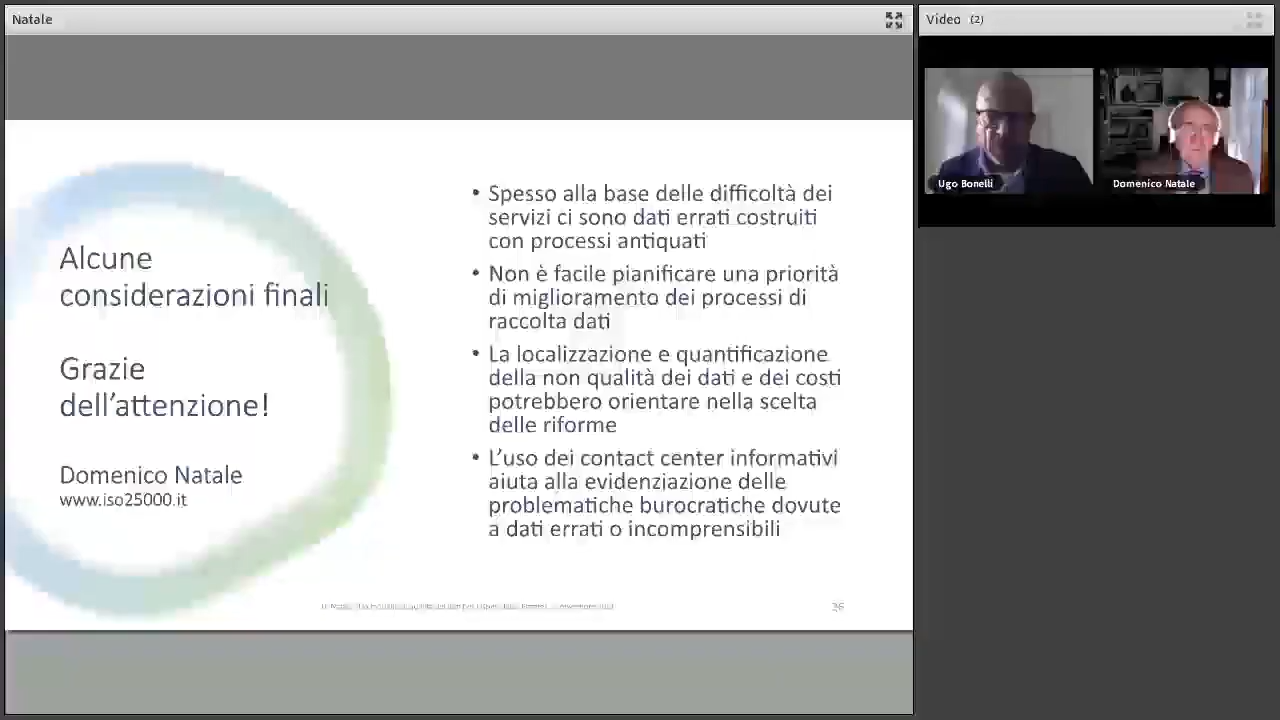 Natale
Video (2)
Ugo Bonelli
Domenico Natale
Alcune
considerazioni finali
Grazie
dell'attenzione!
Domenico Natale
www.iso25000.it
• Spesso alla base delle difficoltà dei
servizi ci sono dati errati costruiti
con processi antiquati
• Non è facile pianificare una priorità
di miglioramento dei processi di
raccolta dati
• La localizzazione e quantificazione
della non qualità dei dati e dei costi
potrebbero orientare nella scelta
delle riforme
• L'uso dei contact center informativi
aiuta alla evidenziazione delle
problematiche burocratiche dovute
a dati errati o incomprensibili
26